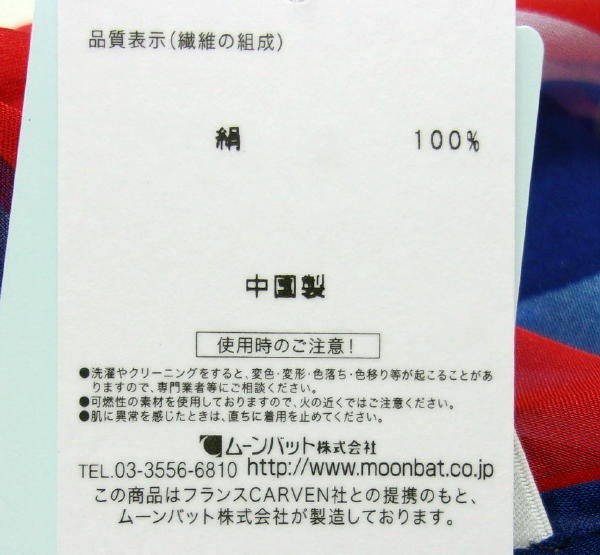 品質表示(繊維の組成)
絹 100%
中国製
使用時のご注意!
●洗濯やクリーニングをすると、変色・変形・色落ち・色移り等が起こることがあ
りますので、専門業者等にご相談ください。
●可燃性の素材を使用しておりますので、火の近くではご注意ください。
●肌に異常を感じたときは、直ちに着用を止めてください。
ムーンバット株式会社
TEL.03-3556-6810 http://www.moonbat.co.jp
この商品はフランスCARVEN社との提携のもと、
ムーンバット株式会社が製造しております。